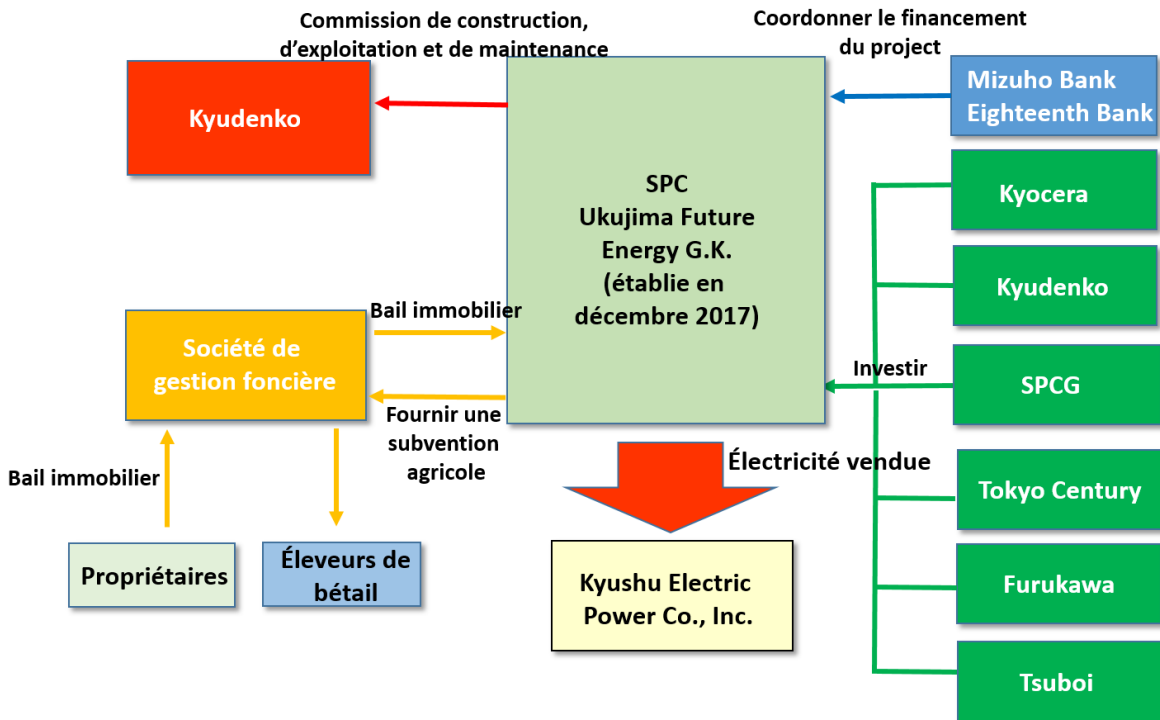 Commission de construction,
d'exploitation et de maintenance
Coordonner le financement
du project
Kyudenko
SPC
Ukujima Future
Energy G.K.
(établie en
décembre 2017)
Mizuho Bank
Eighteenth Bank
Kyocera
Kyudenko
SPCG
Tokyo Century
Furukawa
Tsuboi
Investir
Bail immobilier
Société de
gestion foncière
Fournir une
subvention
agricole
Bail immobilier
Propriétaires
Éleveurs de
bétail
Électricité vendue
Kyushu Electric
Power Co., Inc.